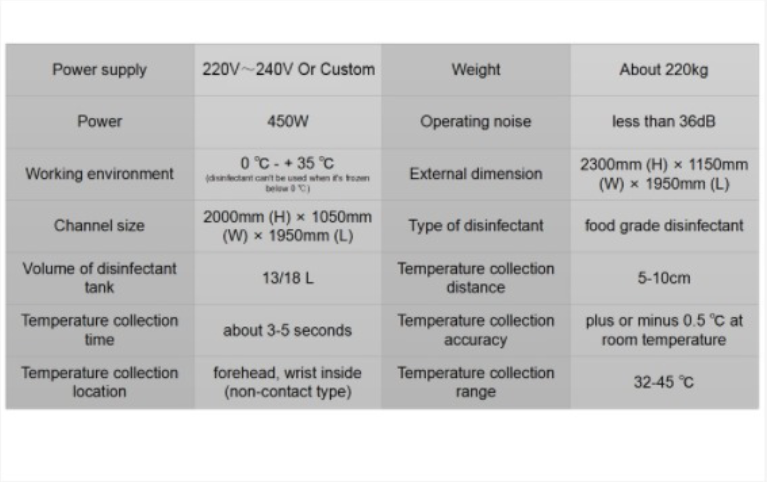 Power supply
220V～240V Or Custom
Weight
About 220kg
Power
450W
Operating noise
less than 36dB
Working environment
0 ℃ - + 35 ℃
(disinfectant can't be used when it's frozen
below 0 ℃)
External dimension
2300mm (H) × 1150mm
(W) × 1950mm (L)
Channel size
2000mm (H) × 1050mm
(W) × 1950mm (L)
Type of disinfectant
food grade disinfectant
Volume of disinfectant
tank
13/18 L
Temperature collection
distance
5-10cm
Temperature collection
time
about 3-5 seconds
Temperature collection
accuracy
plus or minus 0.5 ℃ at
room temperature
Temperature collection
location
forehead, wrist inside
(non-contact type)
Temperature collection
range
32-45 ℃